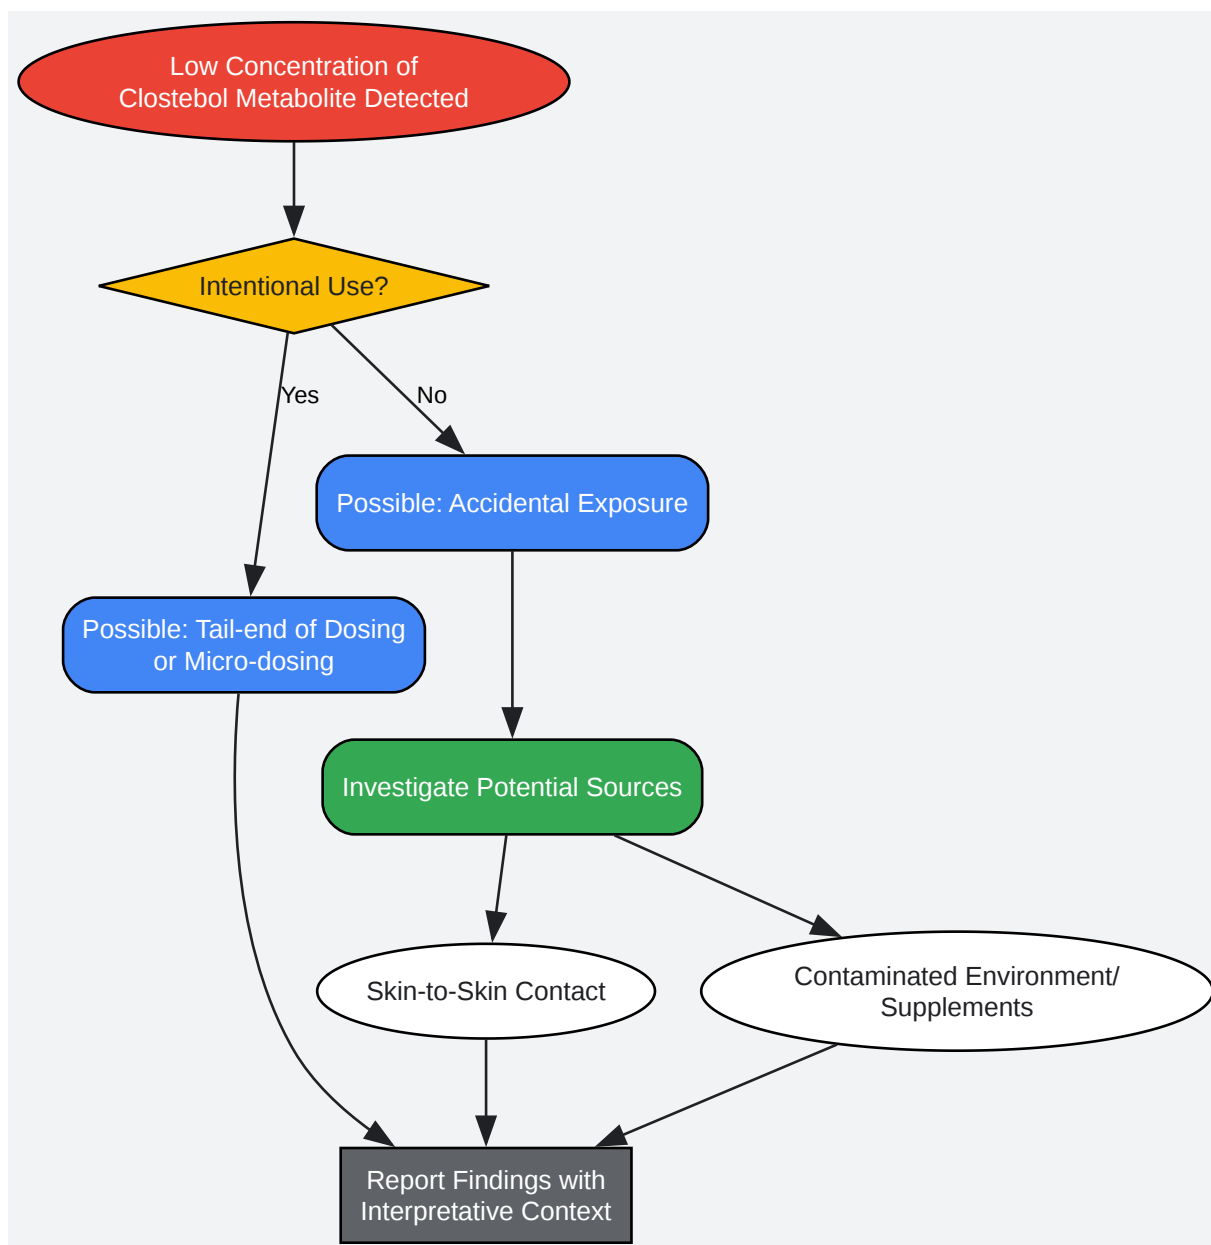 Low Concentration of
Clostebol Metabolite Detected
Intentional Use?
Yes
No
Possible: Accidental Exposure
Possible: Tail-end of Dosing
or Micro-dosing
Investigate Potential Sources
Skin-to-Skin Contact
Contaminated Environment/
Supplements
Report Findings with
Interpretative Context